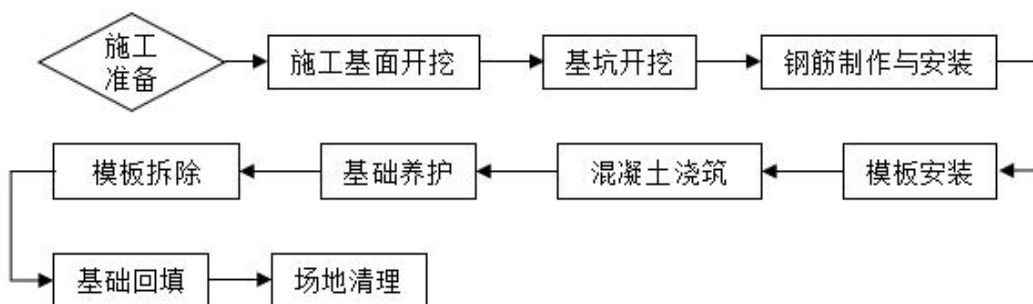 施工
准备
施工基面开挖
基坑开挖
钢筋制作与安装
模板拆除
基础养护
混凝土浇筑
模板安装
基础回填
场地清理